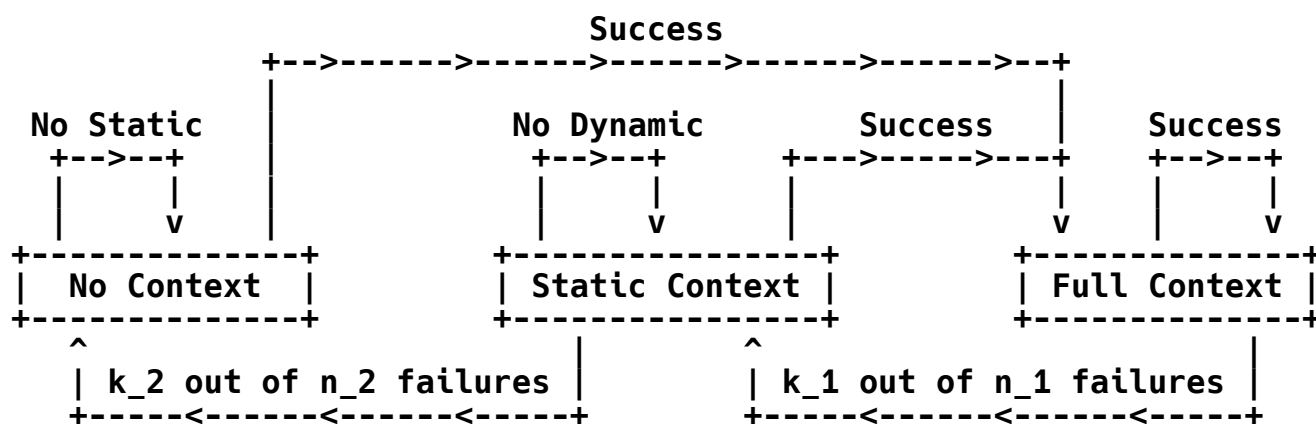 Success
+-->------>------>------>------>------>--+
| |
No Static | No Dynamic Success | Success
+-->--+ | +-->--+ +--->----->---+ +-->--+
| | | | | | | | |
| v | | v | v | v
+--------------+ +----------------+ +--------------+
| No Context | | Static Context | | Full Context |
+--------------+ +----------------+ +--------------+
^ | ^ |
| k_2 out of n_2 failures | | k_1 out of n_1 failures |
+-----<------<------<-----+ +-----<------<------<-----+